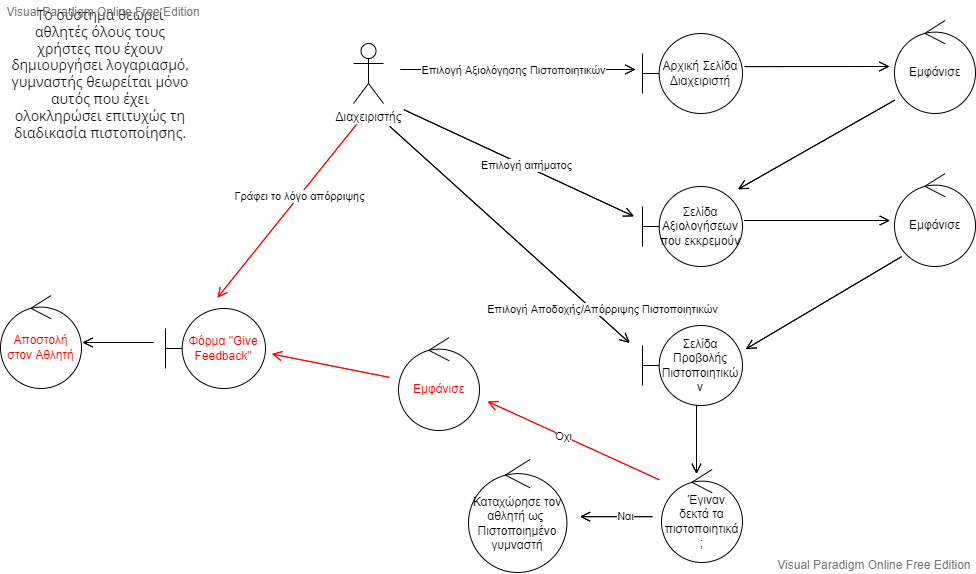 Visual Paradigm Online Free Edition
Το σύστημα θεωρεί
αθλητές όλους τους
χρήστες που έχουν
δημιουργήσει λογαριασμό,
γυμναστής θεωρείται μόνο
αυτός που έχει
ολοκληρώσει επιτυχώς τη
διαδικασία πιστοποίησης.
Διαχειριστής
Επιλογή Αξιολόγησης Πιστοποιητικών
Αρχική Σελίδα
Διαχειριστή
Εμφάνισε
Επιλογή αιτήματος
Σελίδα
Αξιολογήσεων
που εκκρεμούν
Εμφάνισε
Γράφει το λόγο απόρριψης
Επιλογή Αποδοχής/Απόρριψης Πιστοποιητικών
Σελίδα
Προβολής
Πιστοποιητικώ
ν
Αποστολή
στον Αθλητή
Φόρμα "Give
Feedback"
Εμφάνισε
Όχι
Έγιναν
δεκτά τα
πιστοποιητικά
;
Ναι
Καταχώρησε τον
αθλητή ως
Πιστοποιημένο
γυμναστή
Visual Paradigm Online Free Edition